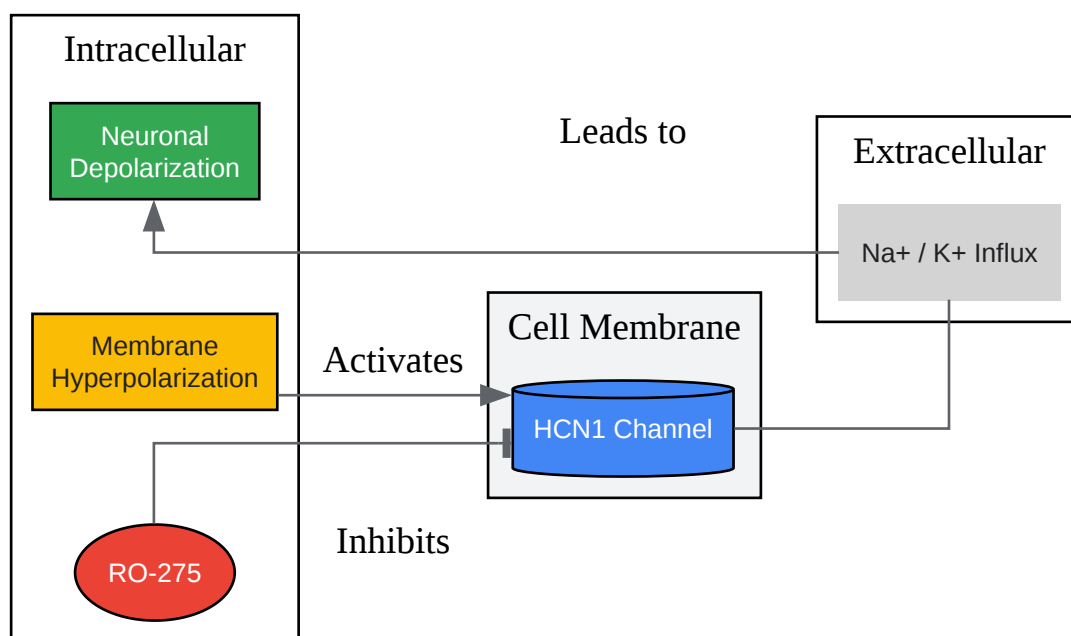 Intracellular
Neuronal
Depolarization
Leads to
Extracellular
Na+ / K+ Influx
Membrane
Hyperpolarization
Activates
Cell Membrane
HCN1 Channel
Inhibits
RO-275